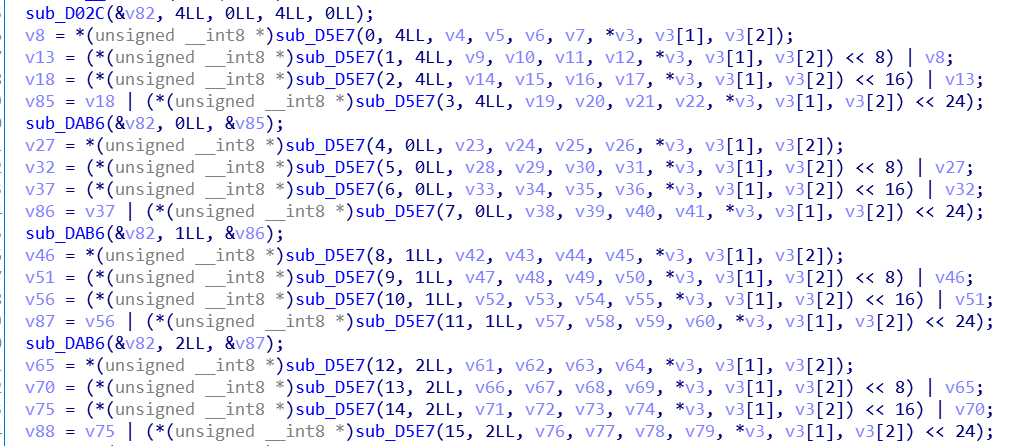 sub_D02C(&v82, 4LL, 0LL, 4LL, 0LL);
v8 = *(unsigned __int8 *)sub_D5E7(0, 4LL, v4, v5, v6, v7, *v3, v3[1], v3[2]);
v13 = (*(unsigned __int8 *)sub_D5E7(1, 4LL, v9, v10, v11, v12, *v3, v3[1], v3[2]) << 8) | v8;
v18 = (*(unsigned __int8 *)sub_D5E7(2, 4LL, v14, v15, v16, v17, *v3, v3[1], v3[2]) << 16) | v13;
v85 = v18 | (*(unsigned __int8 *)sub_D5E7(3, 4LL, v19, v20, v21, v22, *v3, v3[1], v3[2]) << 24);
sub_DAB6(&v82, 0LL, &v85);
v27 = *(unsigned __int8 *)sub_D5E7(4, 0LL, v23, v24, v25, v26, *v3, v3[1], v3[2]);
v32 = (*(unsigned __int8 *)sub_D5E7(5, 0LL, v28, v29, v30, v31, *v3, v3[1], v3[2]) << 8) | v27;
v37 = (*(unsigned __int8 *)sub_D5E7(6, 0LL, v33, v34, v35, v36, *v3, v3[1], v3[2]) << 16) | v32;
v86 = v37 | (*(unsigned __int8 *)sub_D5E7(7, 0LL, v38, v39, v40, v41, *v3, v3[1], v3[2]) << 24);
sub_DAB6(&v82, 1LL, &v86);
v46 = *(unsigned __int8 *)sub_D5E7(8, 1LL, v42, v43, v44, v45, *v3, v3[1], v3[2]);
v51 = (*(unsigned __int8 *)sub_D5E7(9, 1LL, v47, v48, v49, v50, *v3, v3[1], v3[2]) << 8) | v46;
v56 = (*(unsigned __int8 *)sub_D5E7(10, 1LL, v52, v53, v54, v55, *v3, v3[1], v3[2]) << 16) | v51;
v87 = v56 | (*(unsigned __int8 *)sub_D5E7(11, 1LL, v57, v58, v59, v60, *v3, v3[1], v3[2]) << 24);
sub_DAB6(&v82, 2LL, &v87);
v65 = *(unsigned __int8 *)sub_D5E7(12, 2LL, v61, v62, v63, v64, *v3, v3[1], v3[2]);
v70 = (*(unsigned __int8 *)sub_D5E7(13, 2LL, v66, v67, v68, v69, *v3, v3[1], v3[2]) << 8) | v65;
v75 = (*(unsigned __int8 *)sub_D5E7(14, 2LL, v71, v72, v73, v74, *v3, v3[1], v3[2]) << 16) | v70;
v88 = v75 | (*(unsigned __int8 *)sub_D5E7(15, 2LL, v76, v77, v78, v79, *v3, v3[1], v3[2]) << 24);